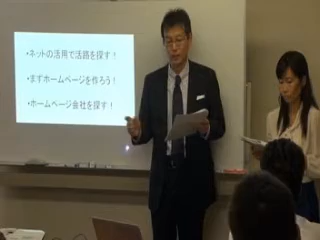 ・ネットの活用で活路を探す！
・まずホームページを作ろう！
・ホームページ会社を探す！